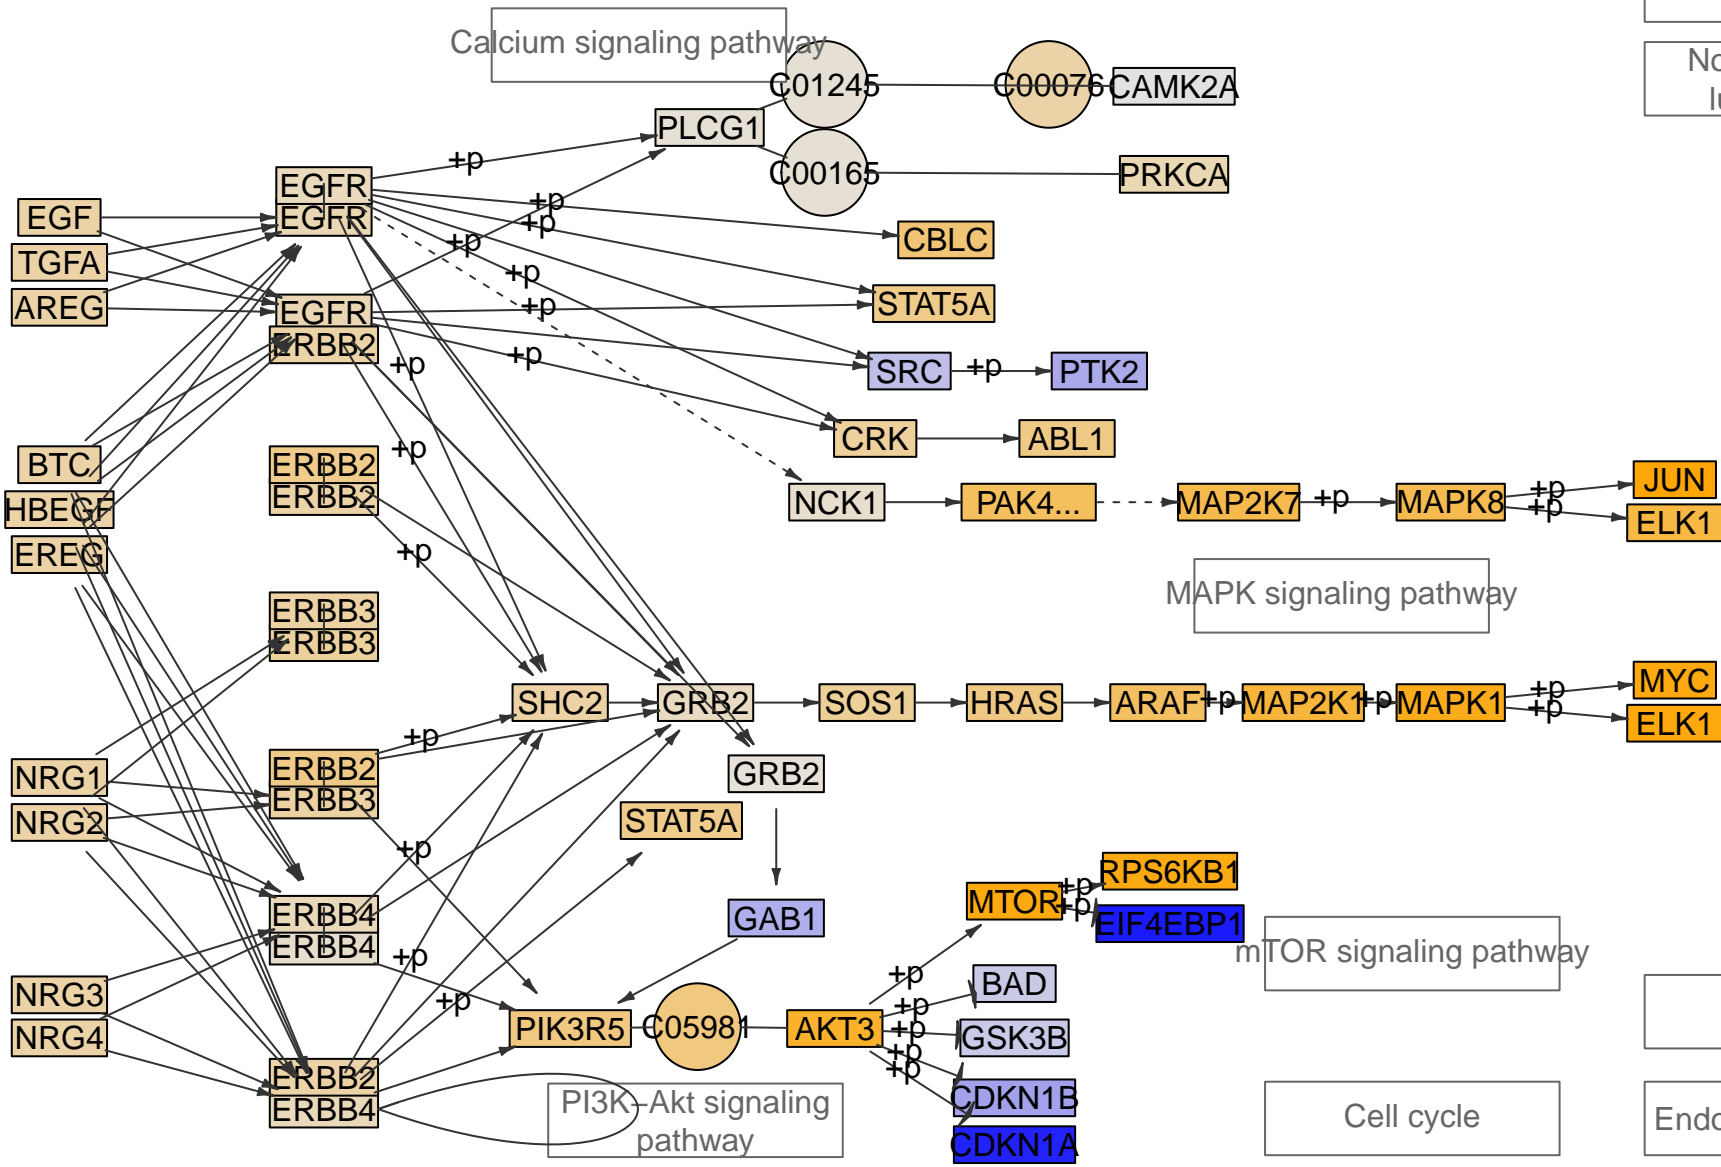 Calcium signaling pathway
C01245
C00076
CAMK2A
PLCG1
C00165
PRKCA
+p
EGFR
EGFR
EGF
TGFA
AREG
+p
+p
+p
+p
CBLC
EGFR
ERBB2
+p
STAT5A
+p
+p
SRC
+p
PTK2
CRK
ABL1
BTC
HBEGF
EREG
ERBB2
ERBB2
+p
+p
NCK1
PAK4...
MAP2K7
+p
MAPK8
+p
+p
JUN
ELK1
MAPK signaling pathway
ERBB3
ERBB3
SHC2
GRB2
SOS1
HRAS
ARAF
+p
MAP2K1
+p
MAPK1
+p
+p
MYC
ELK1
+p
NRG1
NRG2
ERBB2
ERBB3
GRB2
STAT5A
+p
ERBB4
ERBB4
GAB1
MTOR
+p
+p
RPS6KB1
EIF4EBP1
mTOR signaling pathway
+p
+p
NRG3
NRG4
PIK3R5
C05981
AKT3
+p
+p
+p
+p
+p
BAD
GSK3B
CDKN1B
CDKN1A
ERBB2
ERBB4
PI3K–Akt signaling
pathway
Cell cycle